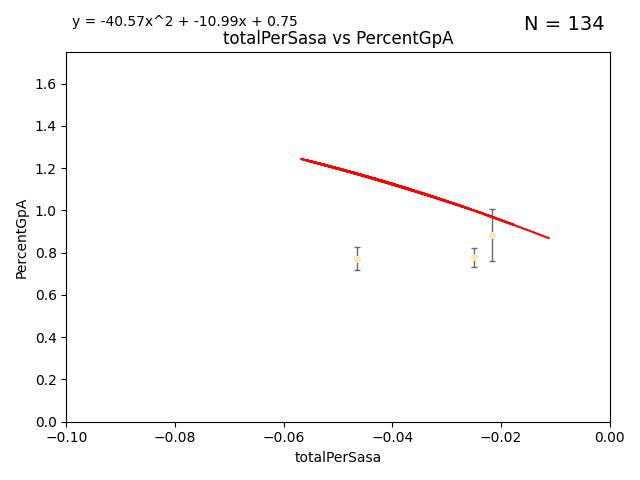 y = -40.57x^2 + -10.99x + 0.75
N = 134
totalPerSasa vs PercentGpA
PercentGpA
1.6
1.4
1.2
1.0
0.8
0.6
0.4
0.2
0.0
−0.10 −0.08 −0.06 −0.04 −0.02 0.00
totalPerSasa